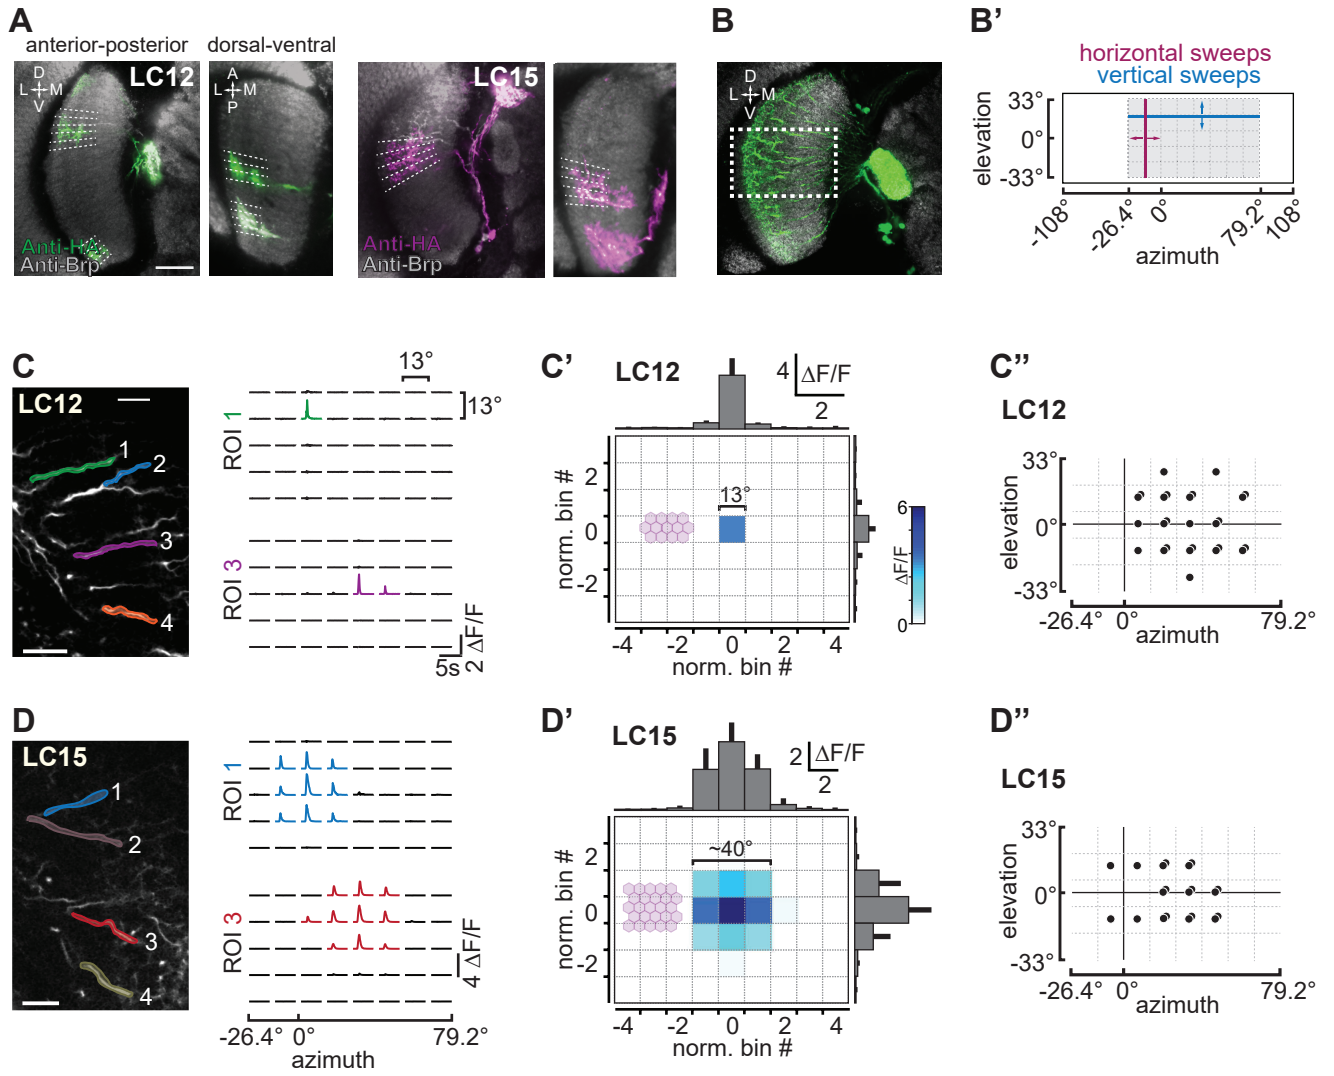 A
anterior-posterior
dorsal-ventral
D
L M
V
LC12
A
L M
P
LC15
Anti-HA
Anti-Brp
Anti-HA
Anti-Brp
B
D
L M
V
B’
horizontal sweeps
vertical sweeps
33°
0°
-33°
elevation
-108°
-26.4°
0°
79.2°
108°
azimuth
C
LC12
1
2
3
4
13°
13°
ROI 1
ROI 3
5s
2 ΔF/F
C’
LC12
4 ΔF/F
2
norm. bin #
2
0
-2
13°
6
ΔF/F
0
-4 -2 0 2 4
norm. bin #
C’’
LC12
33°
0°
-33°
elevation
-26.4° 0° 79.2°
azimuth
D
LC15
1
2
3
4
ROI 1
ROI 3
4 ΔF/F
-26.4° 0° 79.2°
azimuth
D’
LC15
2 ΔF/F
2
norm. bin #
2
0
-2
~40°
-4 -2 0 2 4
norm. bin #
D’’
LC15
33°
0°
-33°
elevation
-26.4° 0° 79.2°
azimuth